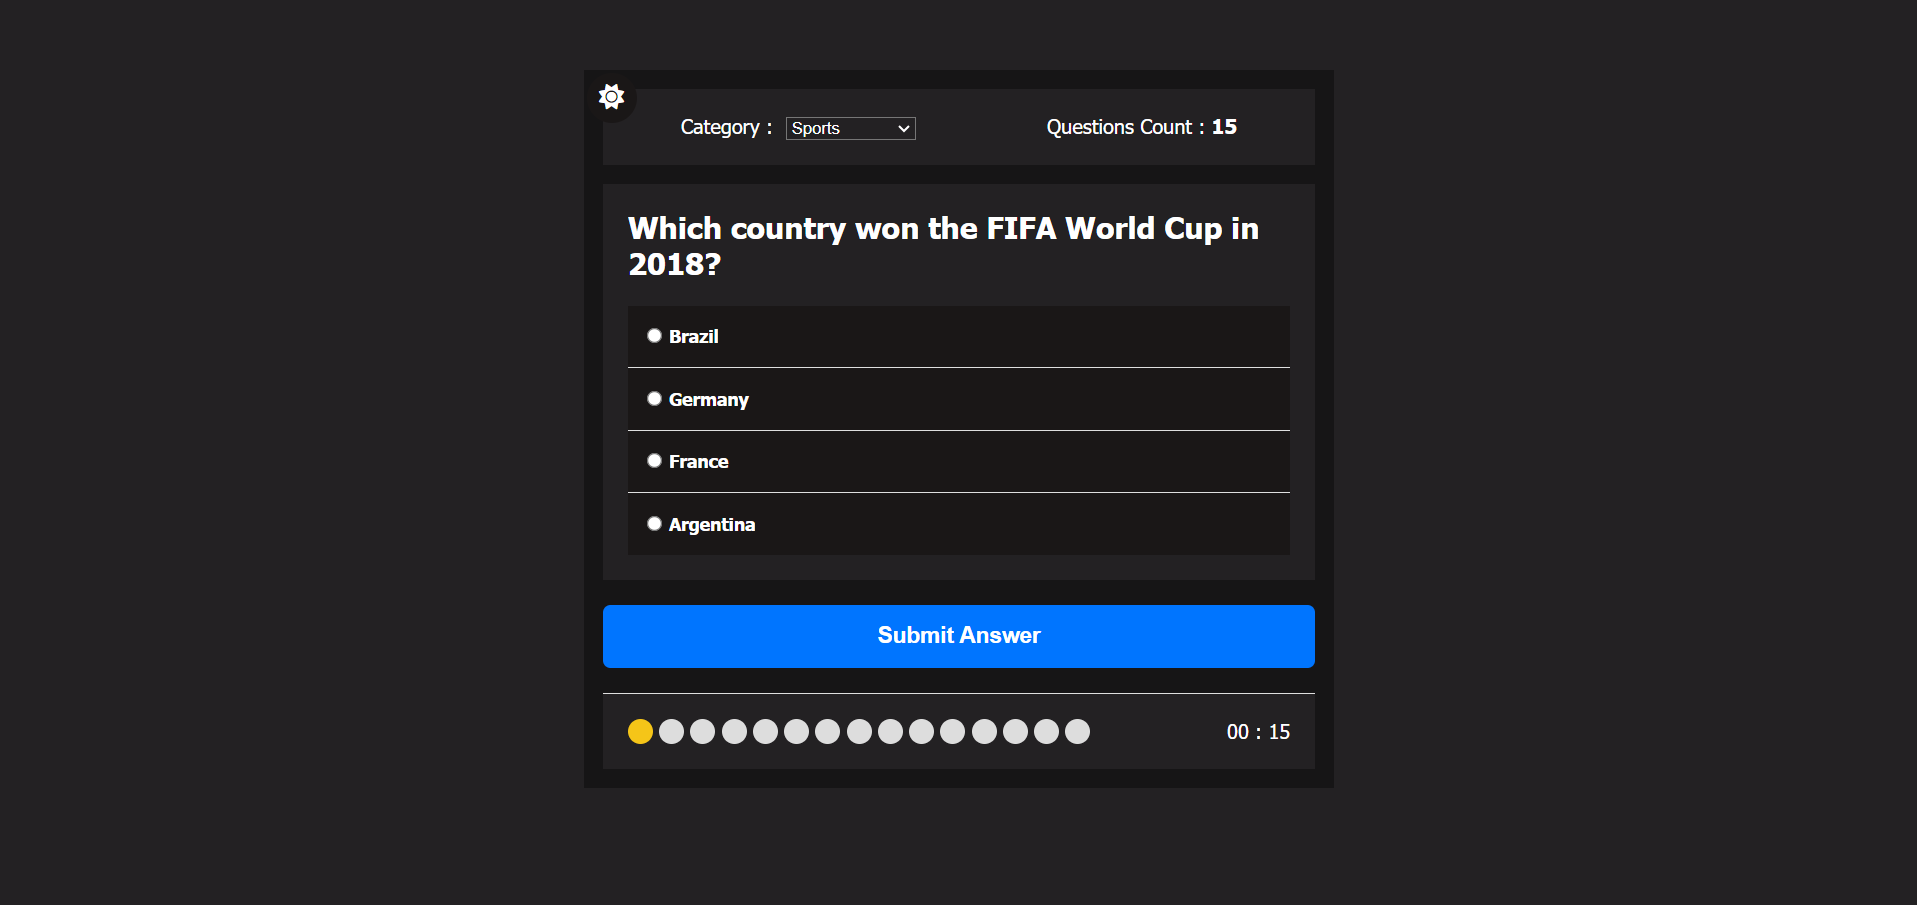 Category : Sports Questions Count : 15
Which country won the FIFA World Cup in
2018?
Brazil
Germany
France
Argentina
Submit Answer
00 : 15